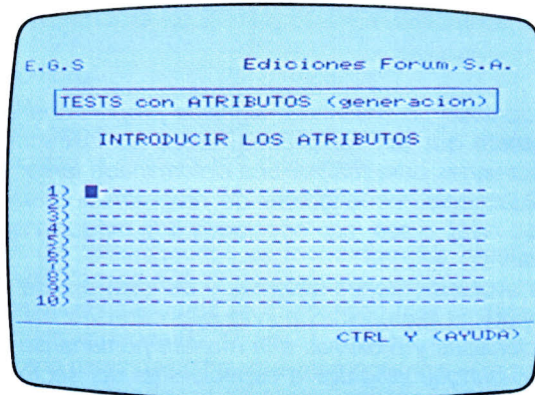 E.G.S Ediciones Forum,S.A.
TESTS con ATRIBUTOS (generacion)
INTRODUCIR LOS ATRIBUTOS
1) ----------------------------------
2) ----------------------------------
3) ----------------------------------
4) ----------------------------------
5) ----------------------------------
6) ----------------------------------
7) ----------------------------------
8) ----------------------------------
9) ----------------------------------
10) ----------------------------------
CTRL Y (AYUDA)